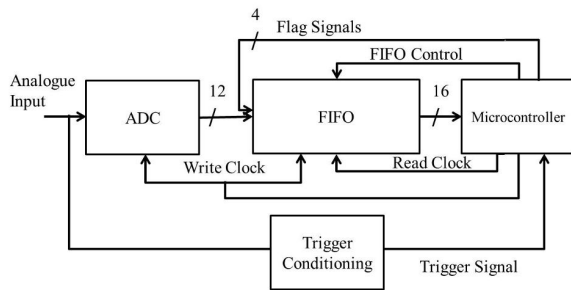 4
Flag Signals
FIFO Control
Analogue
Input
12
16
ADC
FIFO
Microcontroller
Write Clock
Read Clock
Trigger
Conditioning
Trigger Signal